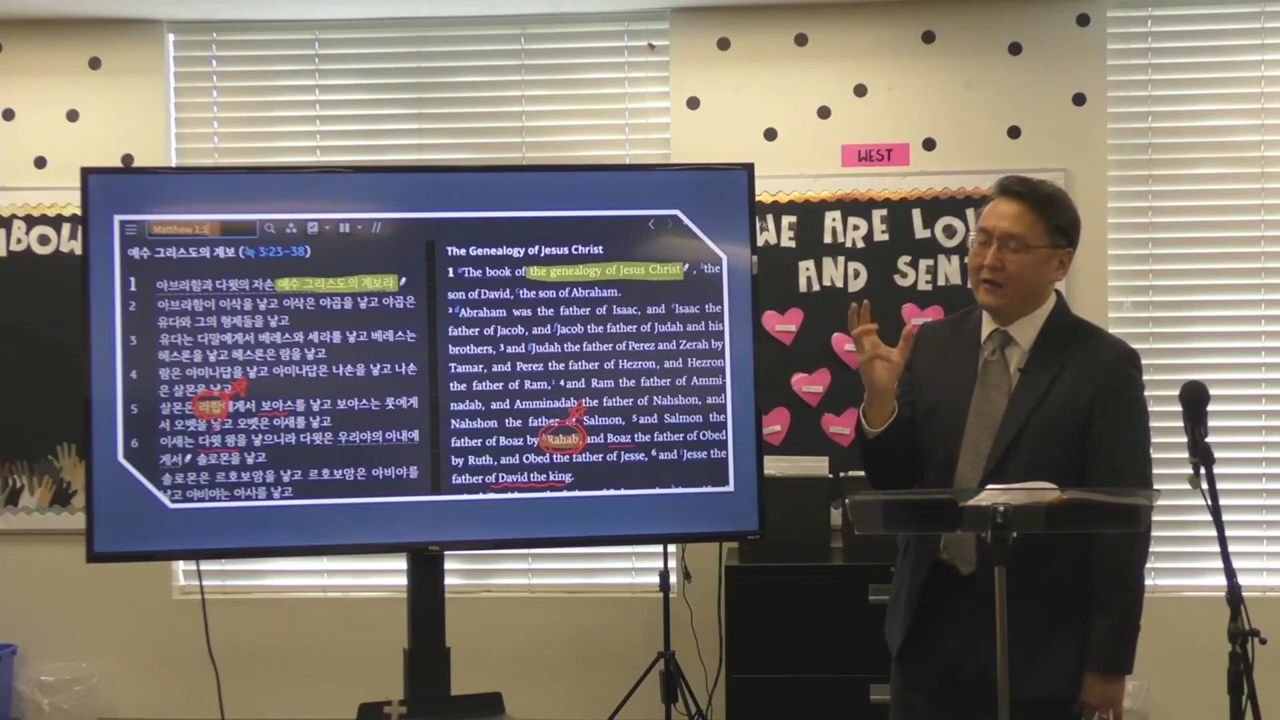 WEST
BOW
WE ARE LO
AND SEN
Matthew 1:1
예수 그리스도의 계보 (눅 3:23-38)
1 아브라함과 다윗의 자손 예수 그리스도의 계보라
2 아브라함이 이삭을 낳고 이삭은 야곱을 낳고 야곱은
유다와 그의 형제들을 낳고
3 유다는 다말에게서 베레스와 세라를 낳고 베레스는
헤스론을 낳고 헤스론은 람을 낳고
4 람은 아미나답을 낳고 아미나답은 나손을 낳고 나손
은 살몬을 낳고
5 살몬은 라합에게서 보아스를 낳고 보아스는 룻에게
서 오벳을 낳고 오벳은 이새를 낳고
6 이새는 다윗 왕을 낳으니라 다윗은 우리야의 아내에
게서 솔로몬을 낳고
솔로몬은 르호보암을 낳고 르호보암은 아비야를
낳고 아비야는 아사를 낳고
The Genealogy of Jesus Christ
1 The book of the genealogy of Jesus Christ, the
son of David, the son of Abraham.
2 Abraham was the father of Isaac, and Isaac the
father of Jacob, and Jacob the father of Judah and his
brothers, 3 and Judah the father of Perez and Zerah by
Tamar, and Perez the father of Hezron, and Hezron
the father of Ram, 4 and Ram the father of Ammi-
nadab, and Amminadab the father of Nahshon, and
Nahshon the father of Salmon, 5 and Salmon the
father of Boaz by Rahab, and Boaz the father of Obed
by Ruth, and Obed the father of Jesse, 6 and Jesse the
father of David the king.
TCL